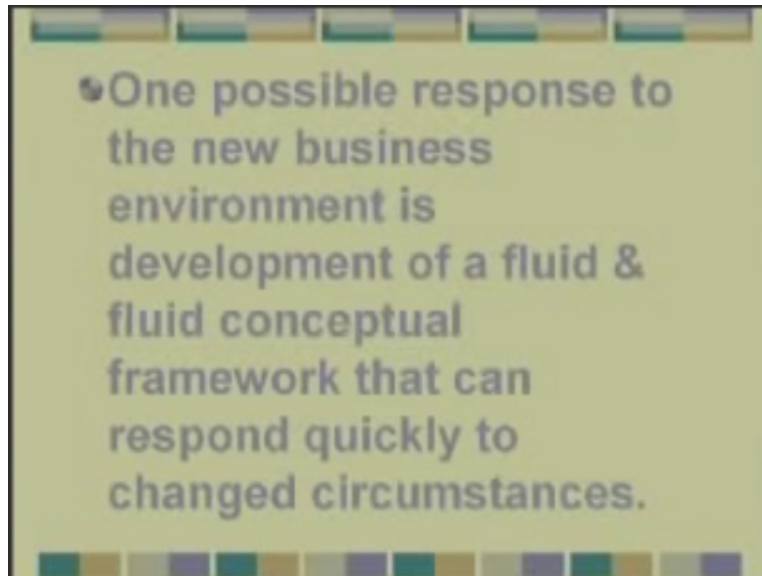 One possible response to
the new business
environment is
development of a fluid &
fluid conceptual
framework that can
respond quickly to
changed circumstances.